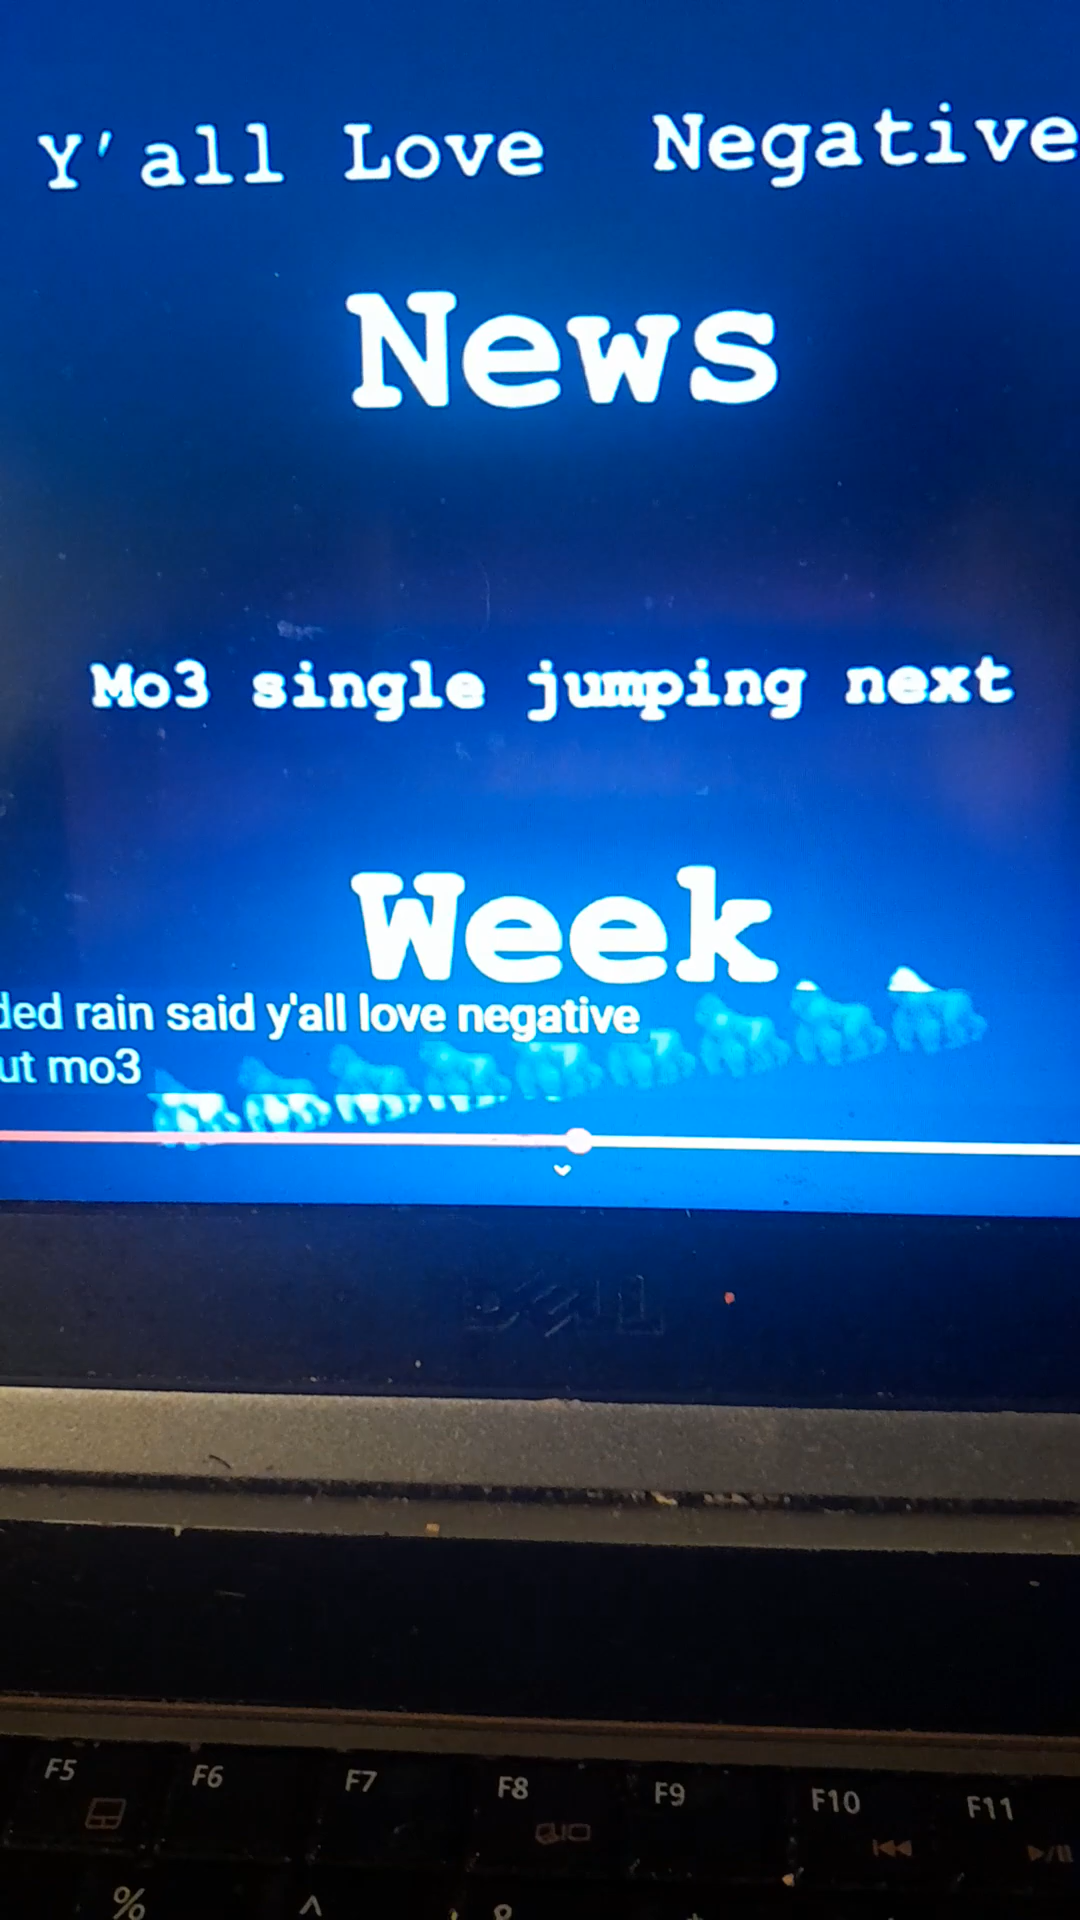 Y'all Love Negative
News
Mo3 single jumping next
Week
ded rain said y'all love negative
ut mo3
DELL
F5 F6 F7 F8 F9 F10 F11
% ^